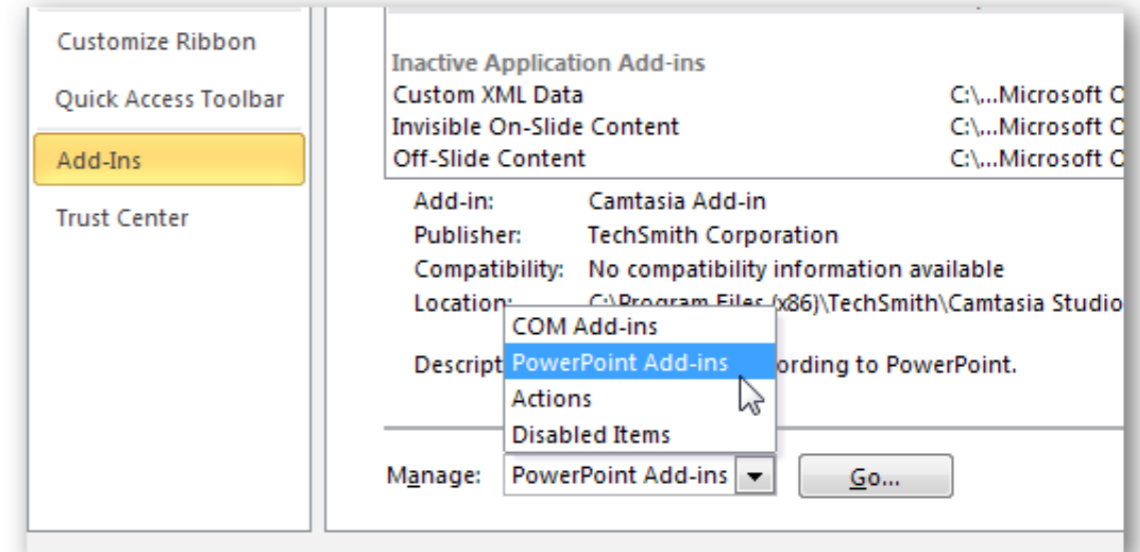 Customize Ribbon
Quick Access Toolbar
Add-Ins
Trust Center
Inactive Application Add-ins
Custom XML Data C:\...Microsoft O
Invisible On-Slide Content C:\...Microsoft O
Off-Slide Content C:\...Microsoft O
Add-in: Camtasia Add-in
Publisher: TechSmith Corporation
Compatibility: No compatibility information available
Location: C:\Program Files (x86)\TechSmith\Camtasia Studio
COM Add-ins
Descript PowerPoint Add-ins ording to PowerPoint.
Actions
Disabled Items
Manage: PowerPoint Add-ins Go...